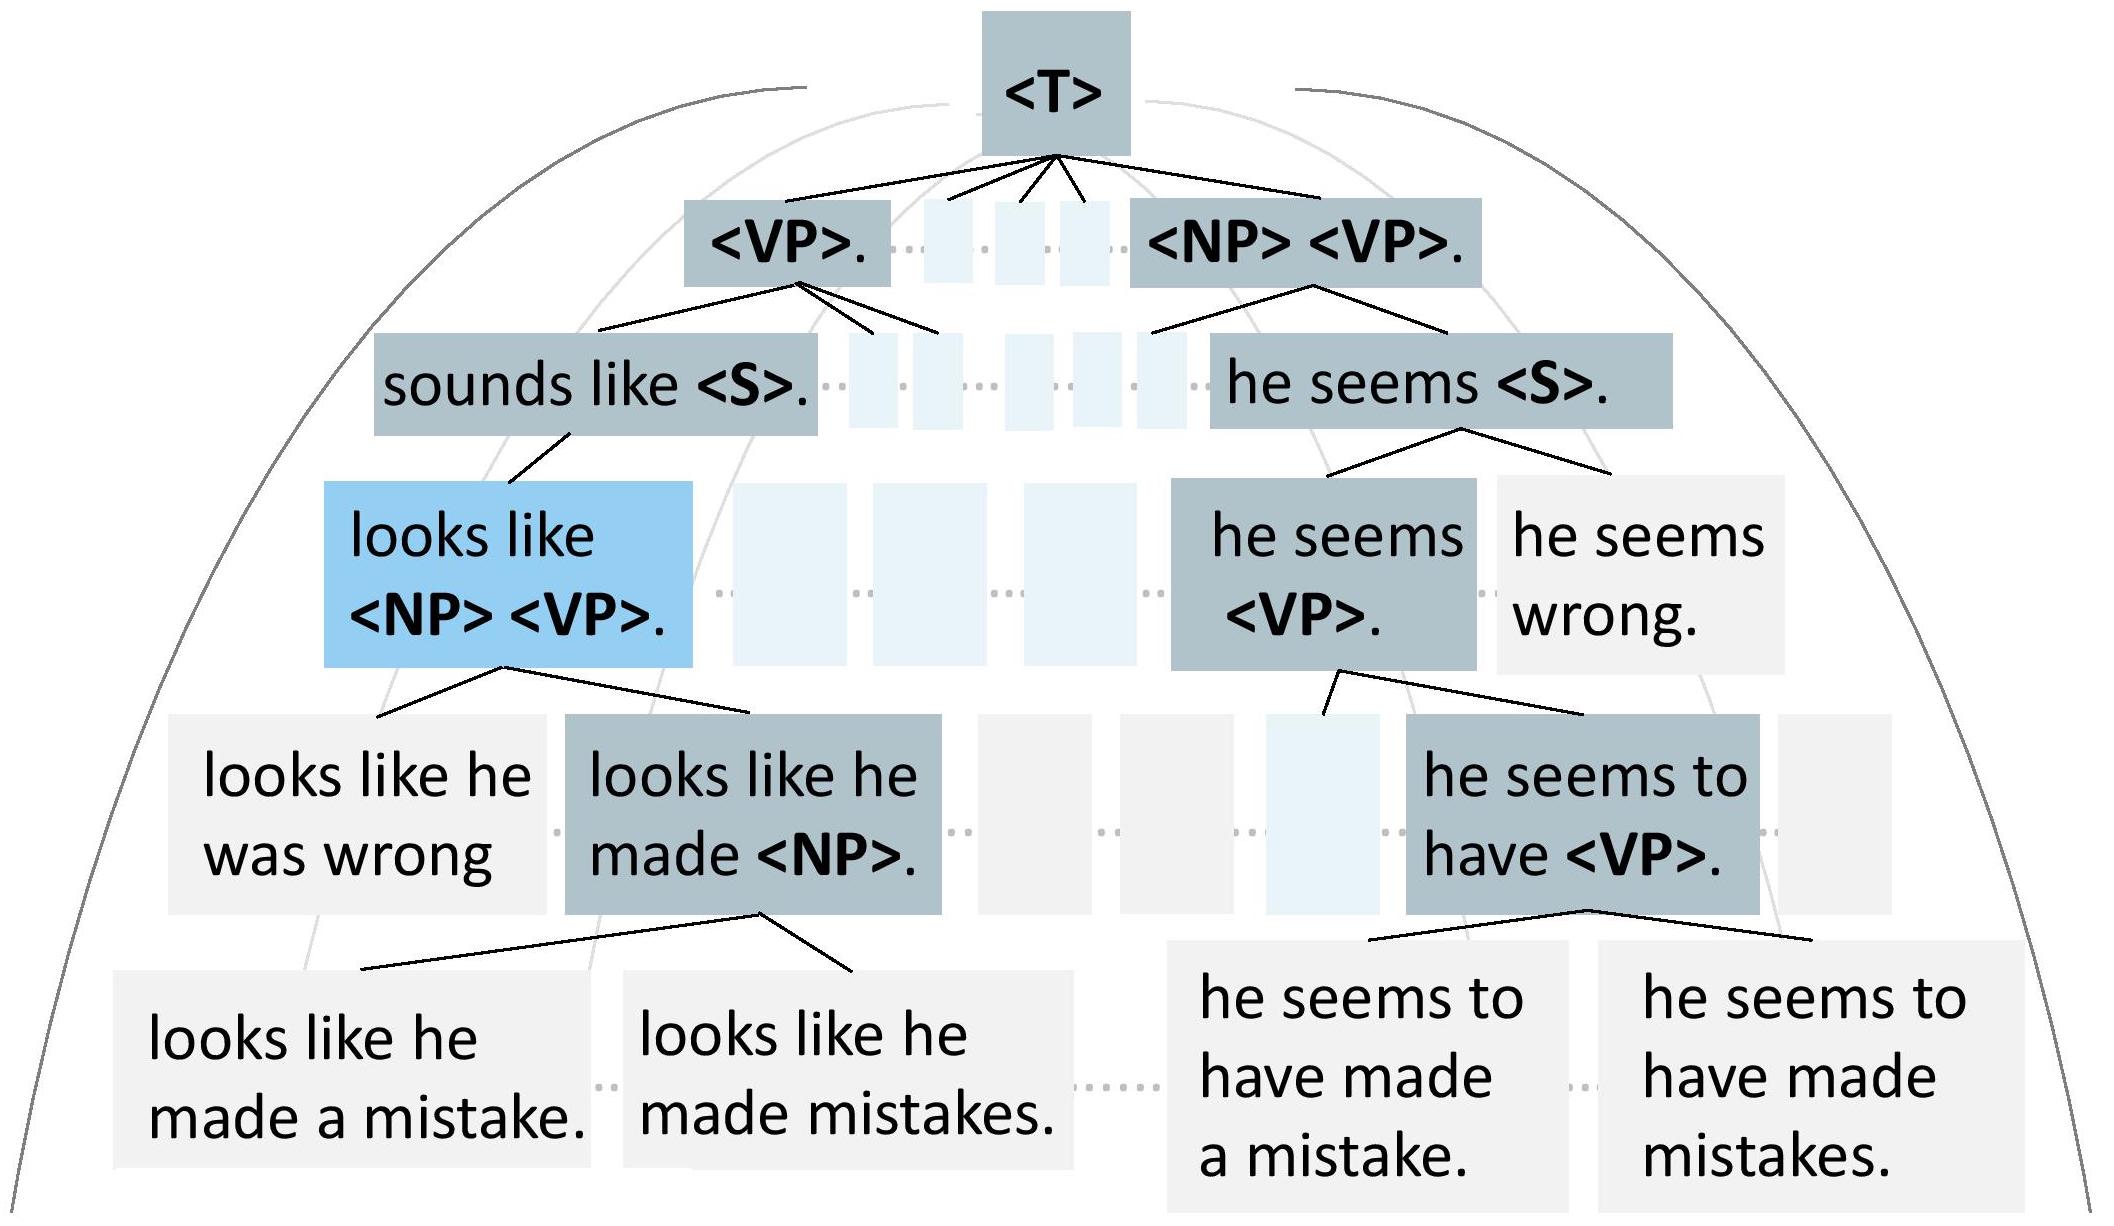 <T>
<VP>.
<NP> <VP>.
sounds like <S>.
he seems <S>.
looks like
<NP> <VP>.
he seems
<VP>.
he seems
wrong.
looks like he
was wrong
looks like he
made <NP>.
he seems to
have <VP>.
looks like he
made a mistake.
looks like he
made mistakes.
he seems to
have made
a mistake.
he seems to
have made
mistakes.